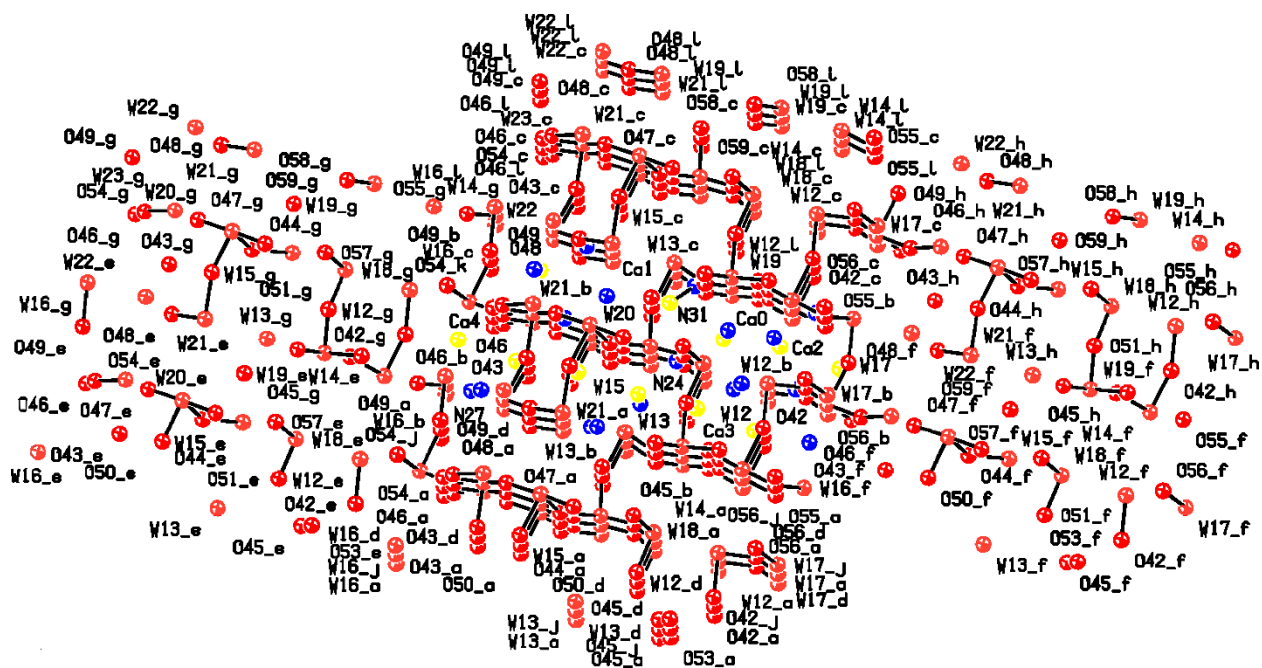 W22_l
W22_l
O49_l W22_c O48_l
O49_l O48_l
O49_c O48_c W19_l O58_l
W22_g W21_l W19_l
O46_l W21_c O58_c W19_c W14_l
O49_g W23_c W14_l
O48_g O46_c O47_c O55_c W22_h
O54_c O59_c W14_c O48_h
W23_g W21_g O58_g W16_l O46_l W18_l O55_l
O54_g W20_g O59_g O55_g W14_g O43_c W18_c O49_h O58_h W19_h
O47_g W19_g W22 W12_c O46_h W21_h W14_h
O44_g O49_b O49 W15_c W17_c O47_h
O46_g O43_g O57_g W16_c O48 W13_c W12_l O59_h
W22_e W18_g O54_k W19 O56_c O57_h W15_h O55_h
W15_g Ca1 O42_c O43_h W18_h O56_h
W16_g O51_g W21_b O55_b O44_h W12_h
W13_g W12_g Ca4 W20 N31 Ca0 W21_f
O48_e W21_e O42_g O46 Ca2 O48_f W13_h O51_h W17_h
O49_e O54_e O46_b O43 W12_b W17 W22_f W19_h
W20_e W19_e W14_e W15 N24 O59_f O42_h
O46_e O47_e O45_g O49_a N27 W21_a W12 O42 W17_b O47_f O45_h
W16_b O49_d W13 W14_f O55_f
O43_e W15_e O57_e O54_j O48_a Ca3 O56_b O57_f W15_f
W16_e O50_e O44_e W18_e W13_b O46_f W18_f O56_f
O51_e W12_e O47_a O43_f O44_f W12_f
O54_a O45_b W16_f O50_f
O42_e O46_a W14_a O55_a
W13_e W16_d O43_d W18_a O56_d O51_f W17_f
O45_e O53_e W15_a O56_a O53_f
W16_j O43_a O44_a W17_j W13_f O42_f
W16_a O50_a O50_d W12_d W17_a O45_f
O45_d W12_a W17_d
W13_j W13_d O42_j
W13_a O45_j O42_a
O45_a O53_a